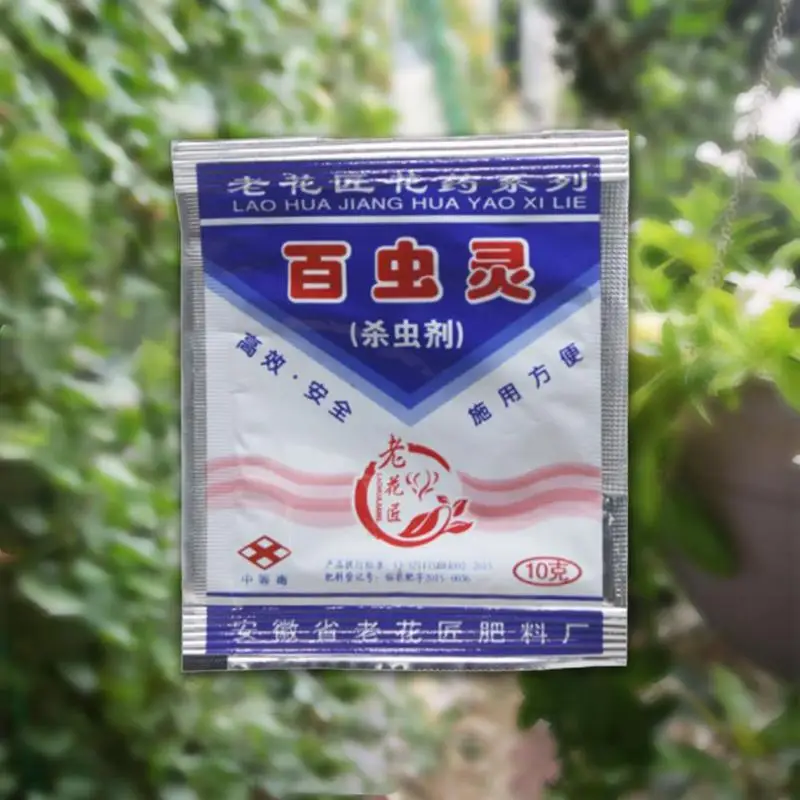 老花匠花药系列
LAO HUA JIANG HUA YAO XI LIE
百虫灵
(杀虫剂)
高效·安全
施用方便
老花匠
中等毒
10克
安徽省老花匠肥料厂